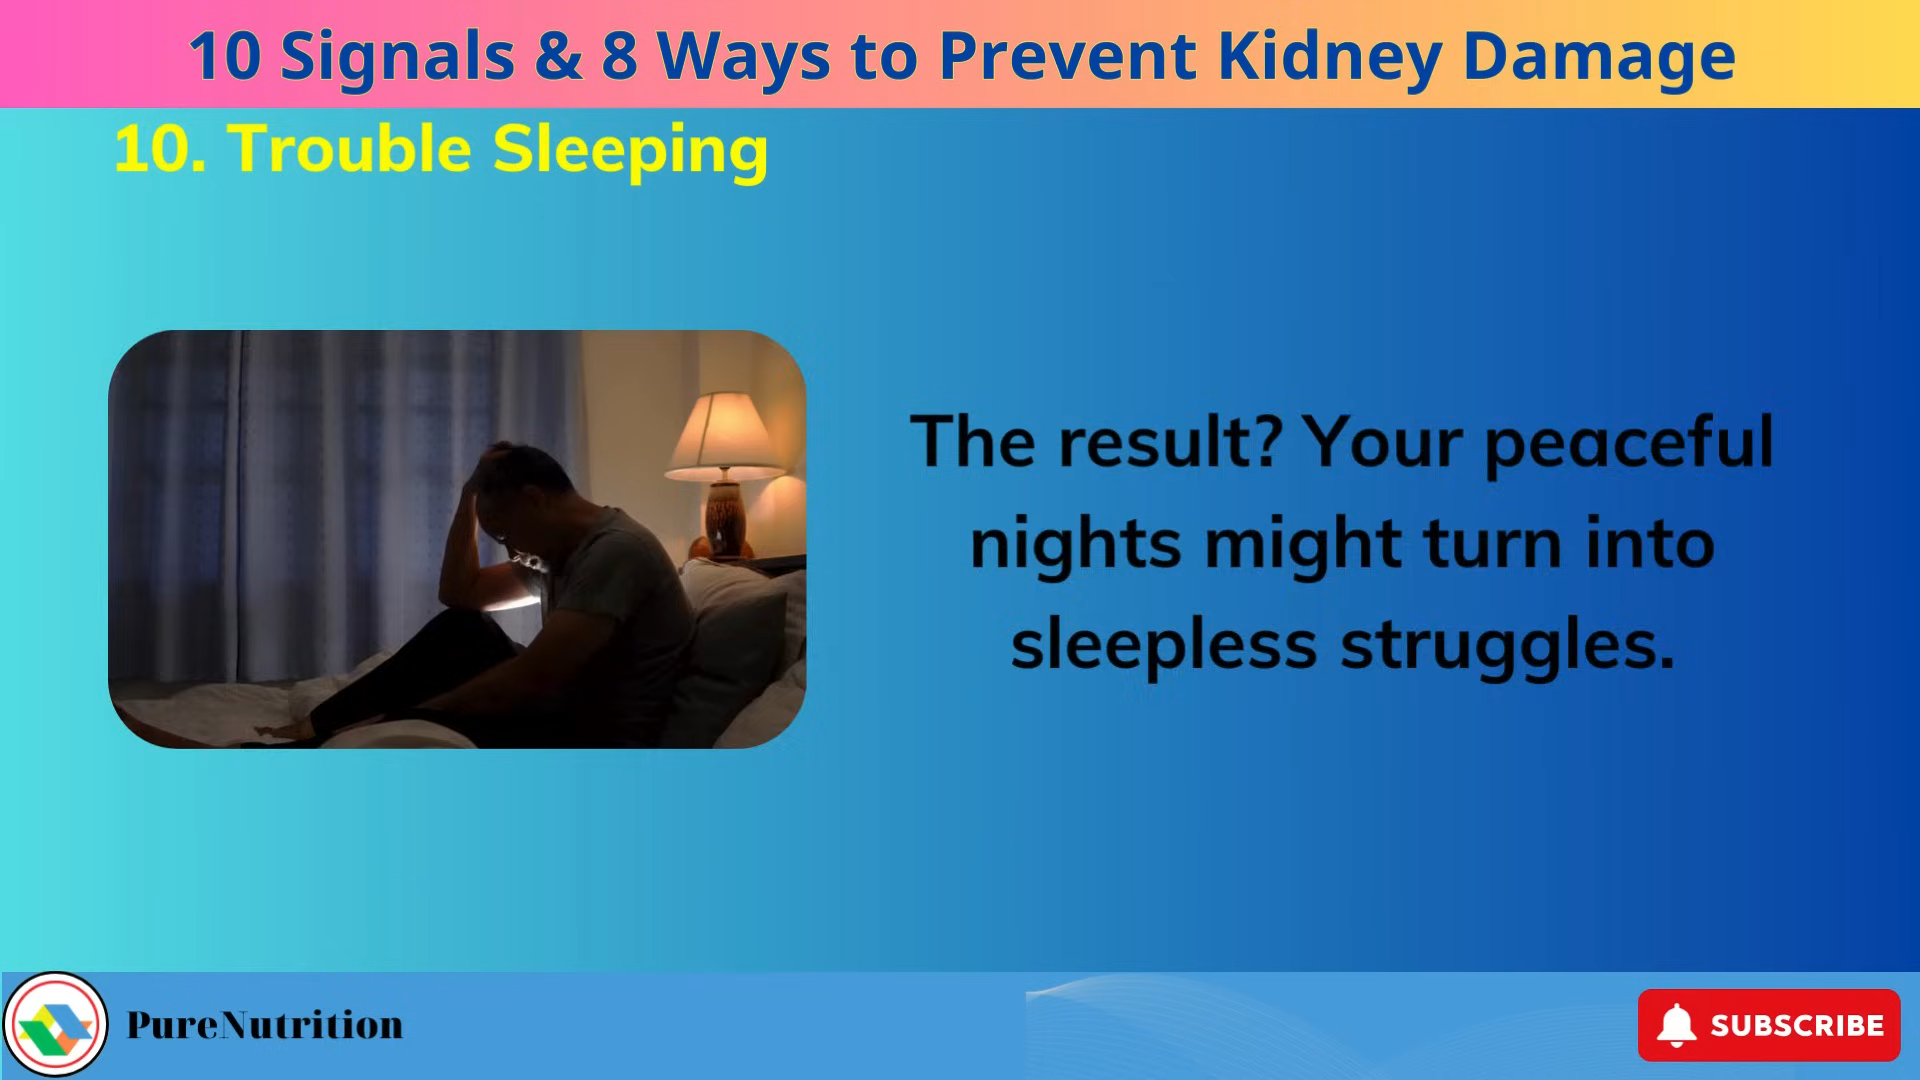 10 Signals & 8 Ways to Prevent Kidney Damage
10. Trouble Sleeping
The result? Your peaceful
nights might turn into
sleepless struggles.
PureNutrition
SUBSCRIBE